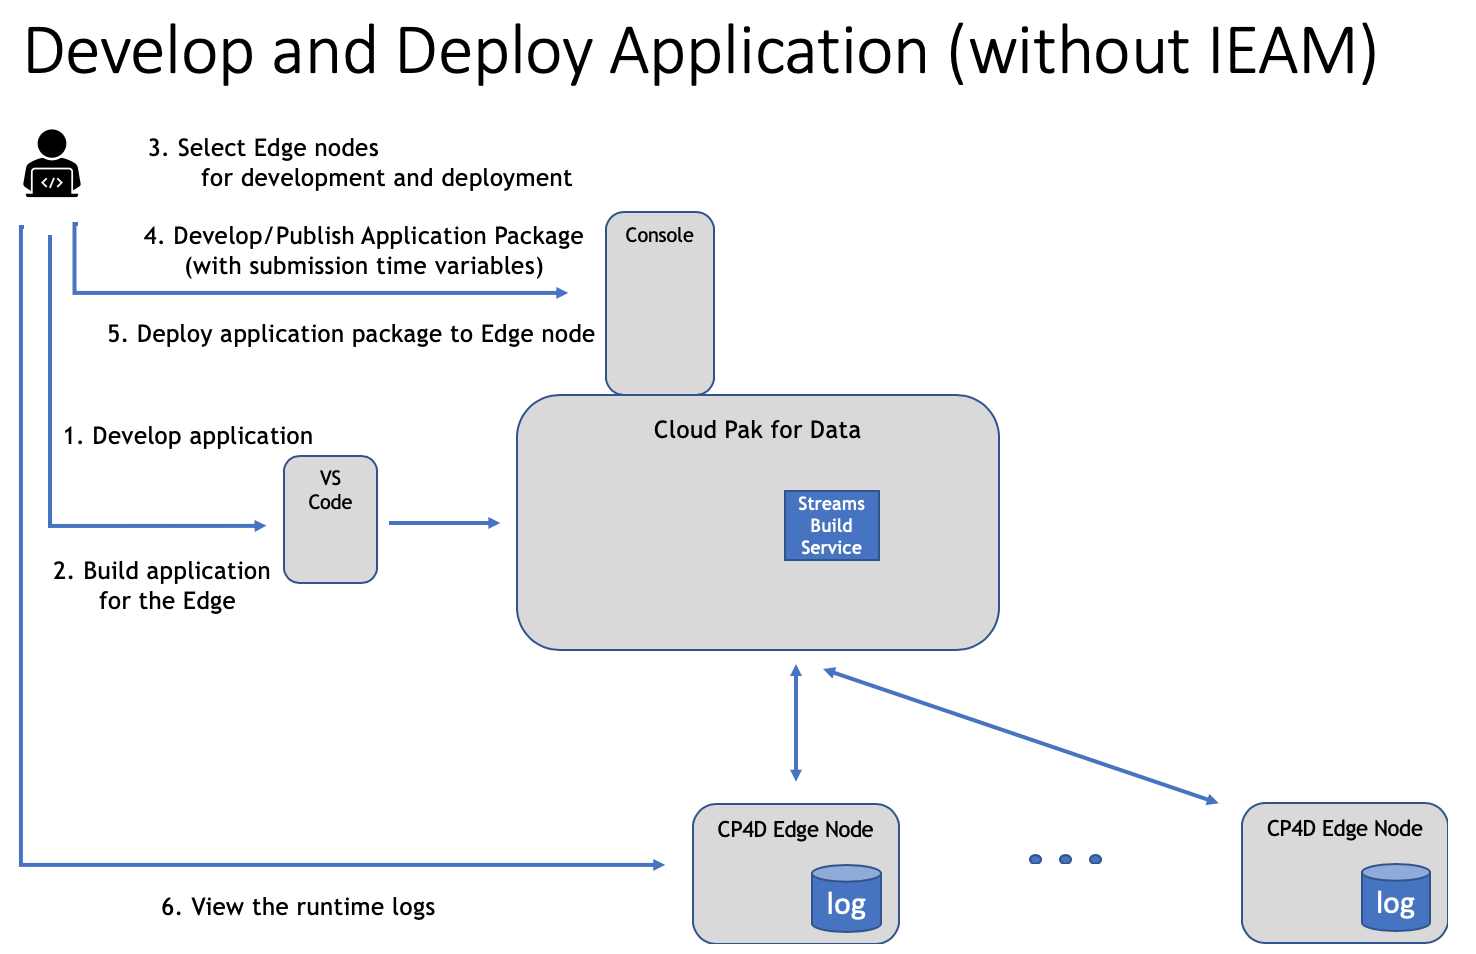 Develop and Deploy Application (without IEAM)
</>
3. Select Edge nodes
for development and deployment
4. Develop/Publish Application Package
(with submission time variables)
Console
5. Deploy application package to Edge node
Cloud Pak for Data
1. Develop application
VS
Code
Streams
Build
Service
2. Build application
for the Edge
CP4D Edge Node
log
CP4D Edge Node
log
6. View the runtime logs